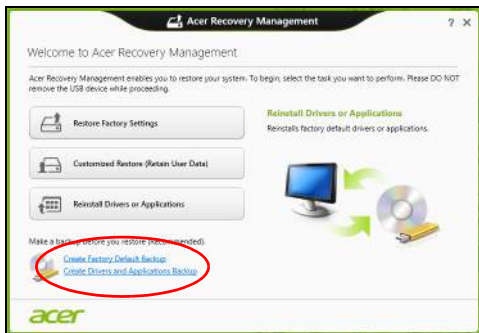 Acer Recovery Management
? ×
Welcome to Acer Recovery Management
Acer Recovery Management enables you to restore your system. To begin, select the task you want to perform. Please DO NOT
remove the USB device while proceeding.
Restore Factory Settings
Customized Restore (Retain User Data)
Reinstall Drivers or Applications
Reinstall Drivers or Applications
Reinstalls factory default drivers or applications.
Make a backup before you restore (Recommended).
Create Factory Default Backup
Create Drivers and Applications Backup
acer